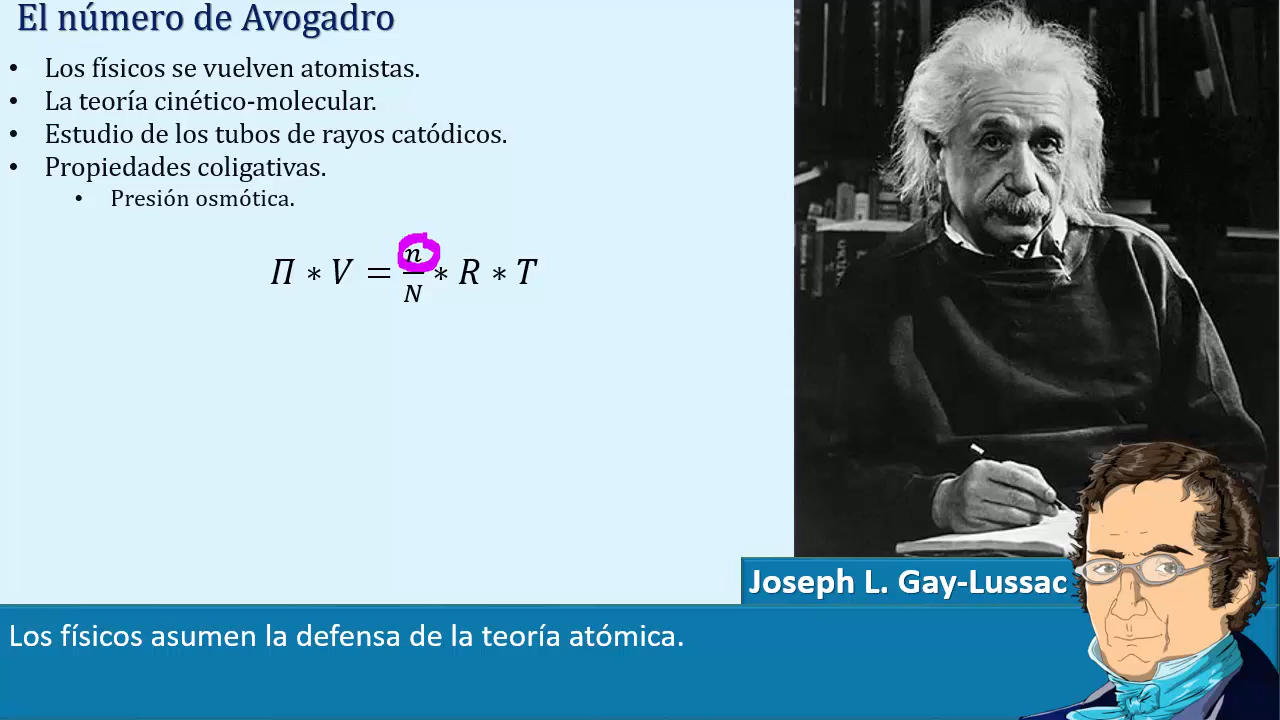 El número de Avogadro
• Los físicos se vuelven atomistas.
• La teoría cinético-molecular.
• Estudio de los tubos de rayos catódicos.
• Propiedades coligativas.
• Presión osmótica.
Π ∗ V = n/N ∗ R ∗ T
Joseph L. Gay-Lussac
Los físicos asumen la defensa de la teoría atómica.